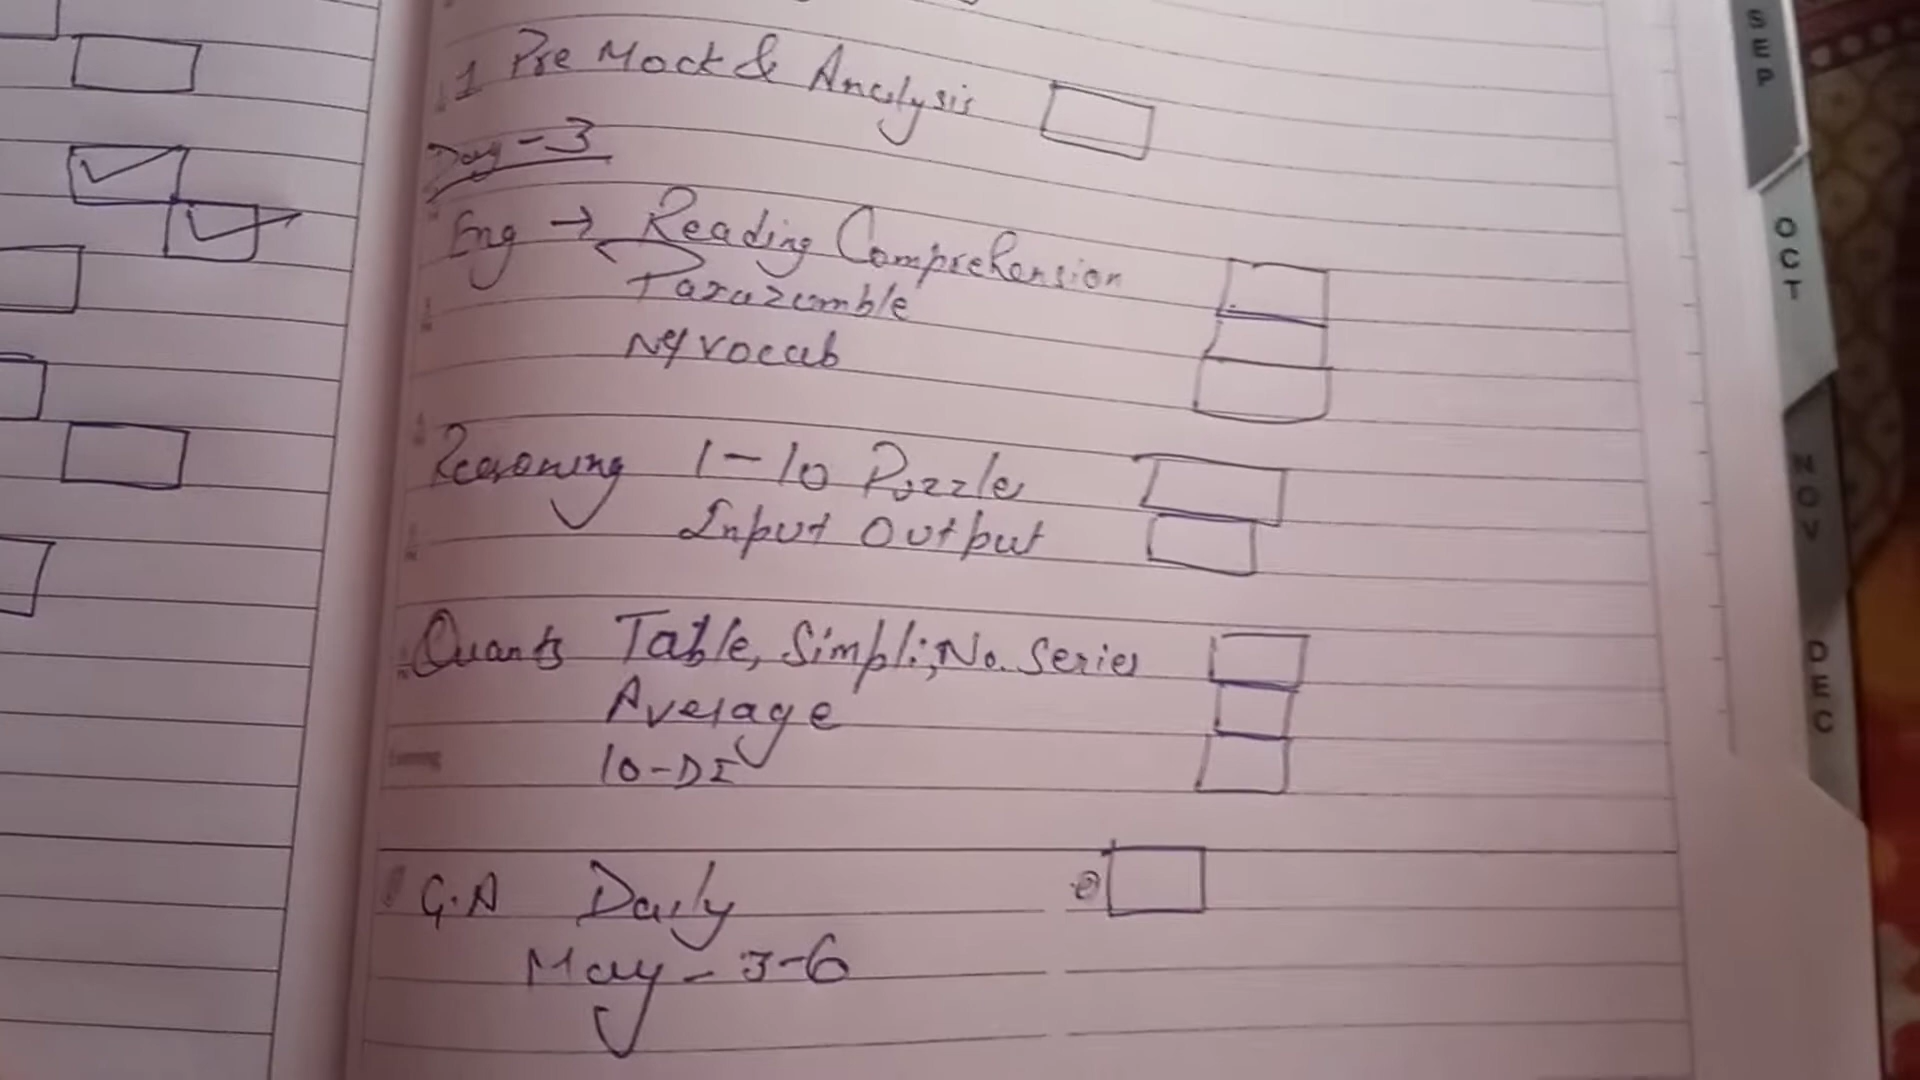 1 Pre Mock & Analysis
Day - 3
Eng → Reading Comprehension
Parazumble
vocab
Reasoning 1-10 Puzzle
Input Output
Quants Table, Simpli, No. Series
Average
10-DI
G.A Daily
May - 3-6
SEP
OCT
NOV
DEC